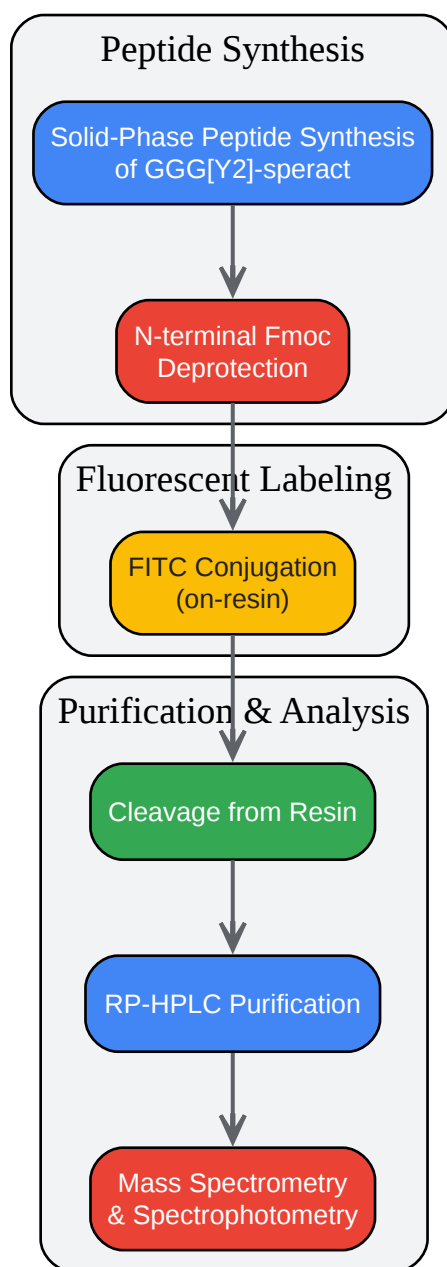 Peptide Synthesis
Solid-Phase Peptide Synthesis
of GGG[Y2]-speract
N-terminal Fmoc
Deprotection
Fluorescent Labeling
FITC Conjugation
(on-resin)
Purification & Analysis
Cleavage from Resin
RP-HPLC Purification
Mass Spectrometry
& Spectrophotometry